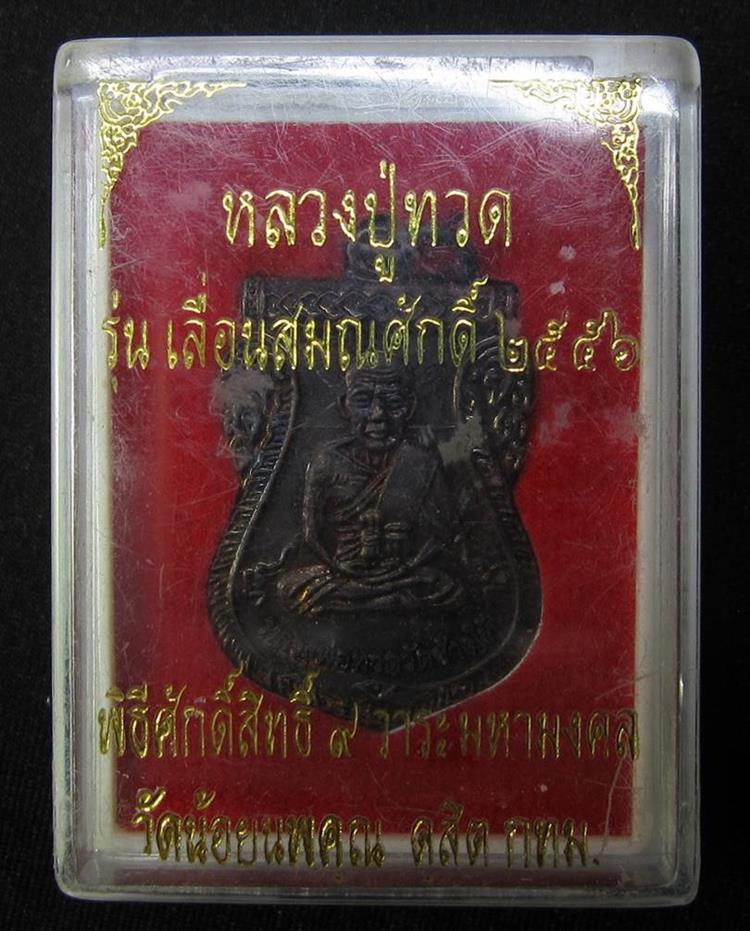 หลวงปู่ทวด
รุ่น เลื่อนสมณศักดิ์ ๒๕๕๖
พิธีศักดิ์สิทธิ์ ๙ วาระมหามงคล
วัดน้อยนพคุณ ดุสิต กทม.